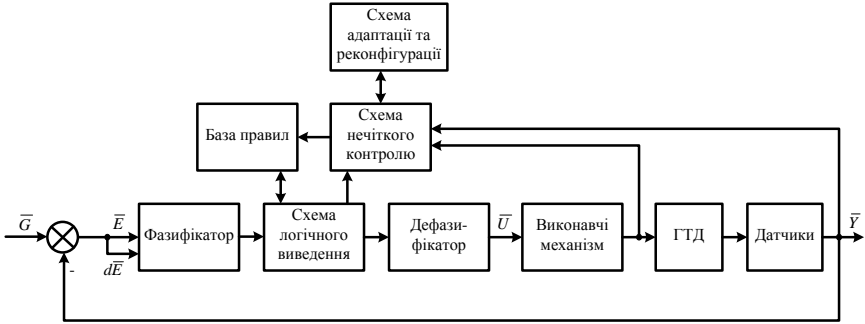 Схема
адаптації та
реконфігурації
База правил
Схема
нечіткого
контролю
G̅
E̅
dE̅
-
Фазифікатор
Схема
логічного
виведення
Дефази-
фікатор
U̅
Виконавчі
механізм
ГТД
Датчики
Y̅